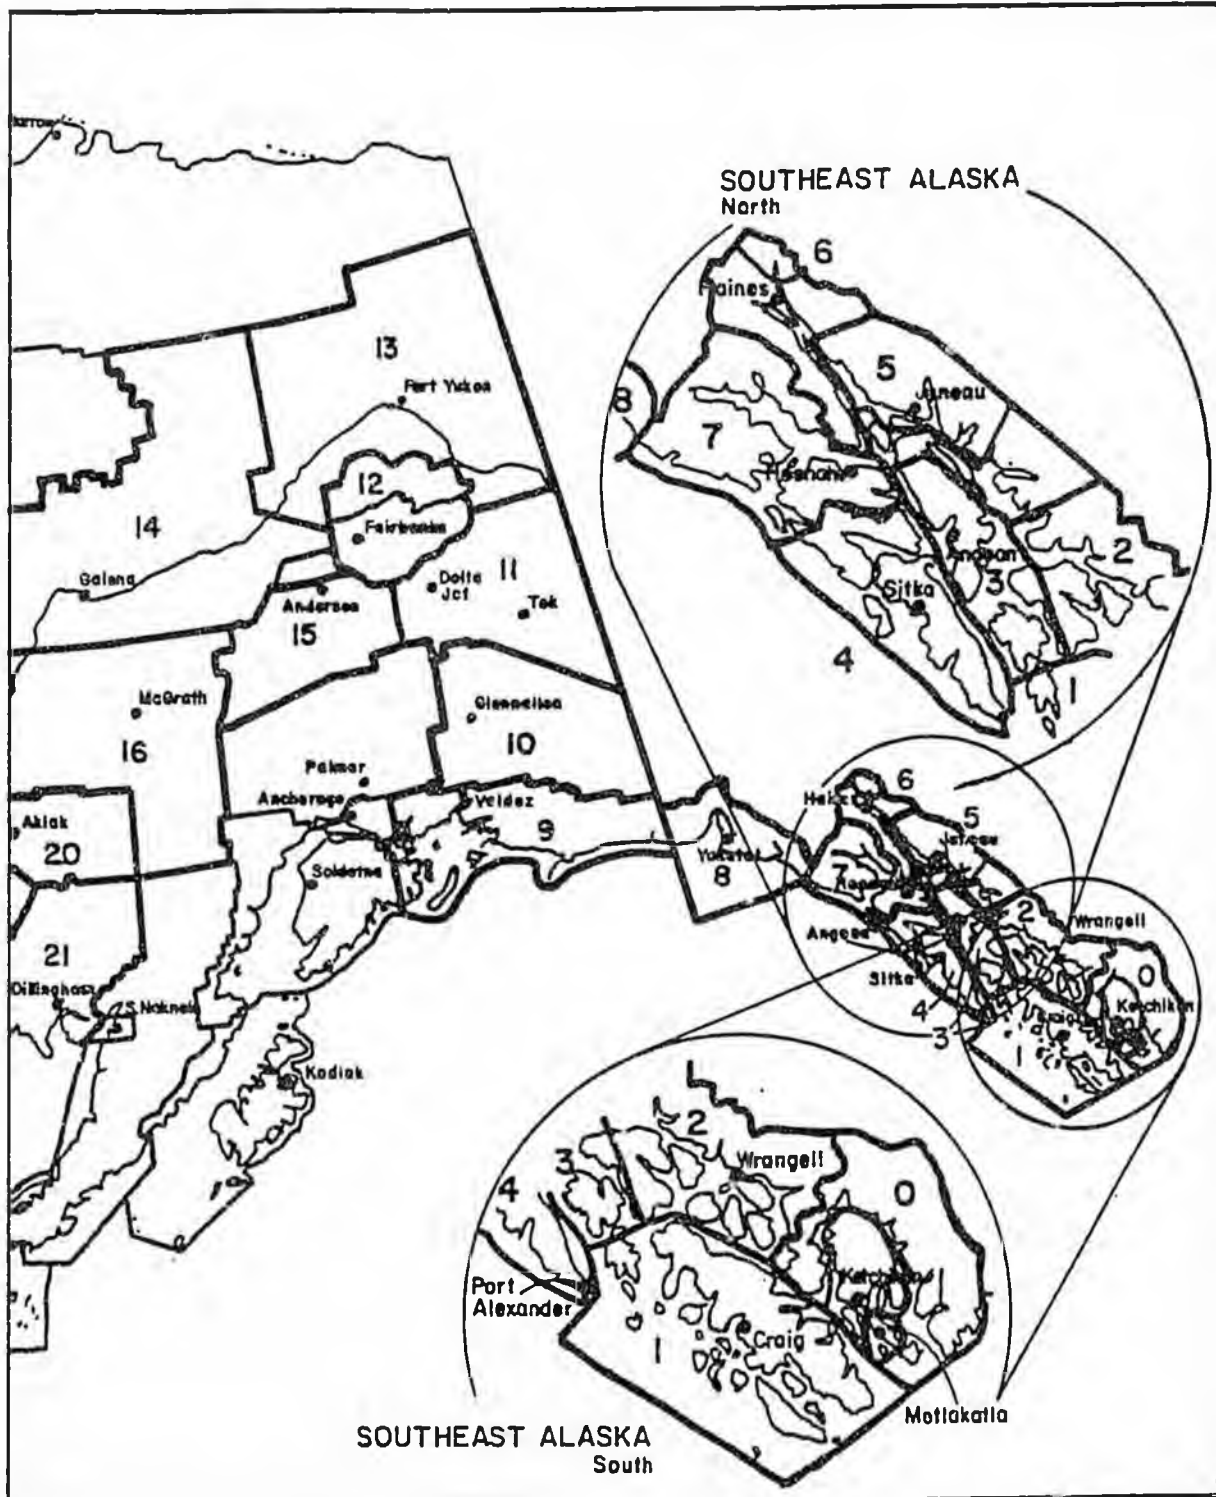 SOUTHEAST ALASKA
North
6
Haines
5
Juneau
8
7
Hoonah
Angoon
2
3
Sitka
4
1
13
Fort Yukon
12
Fairbanks
14
11
Galena
Delta
Jct
Tok
Anderson
15
McGrath
16
Glennallen
10
Palmer
Anchorage
Valdez
9
Akiak
20
Soldotna
Yakutat
8
21
Dillingham
S. Naknek
Kodiak
6
5
Juneau
7
2
Wrangell
Angoon
Sitka
0
Ketchikan
4
3
Craig
1
2
Wrangell
3
4
0
Ketchikan
Port
Alexander
1
Craig
Metlakatla
SOUTHEAST ALASKA
South